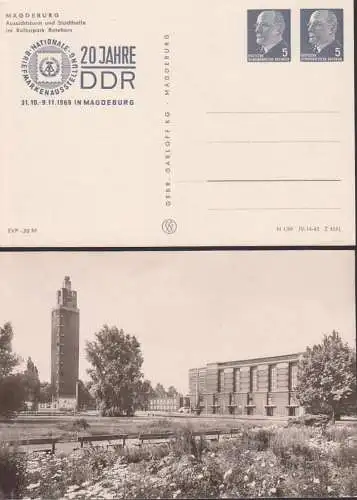 MAGDEBURG
Aussichtsturm und Stadthalle
im Kulturpark Rotehorn
NATIONALE
BRIEFMARKENAUSSTELLUNG
20 JAHRE
DDR
31.10.-9.11.1969 IN MAGDEBURG
GEBR. GARLOFF KG · MAGDEBURG
5
DEUTSCHE
DEMOKRATISCHE REPUBLIK
5
DEUTSCHE
DEMOKRATISCHE REPUBLIK
EVP -,20 M